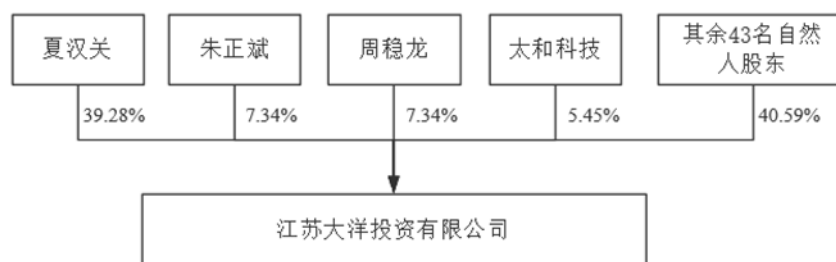 夏汉关
朱正斌
周稳龙
太和科技
其余43名自然
人股东
39.28%
7.34%
7.34%
5.45%
40.59%
江苏大洋投资有限公司